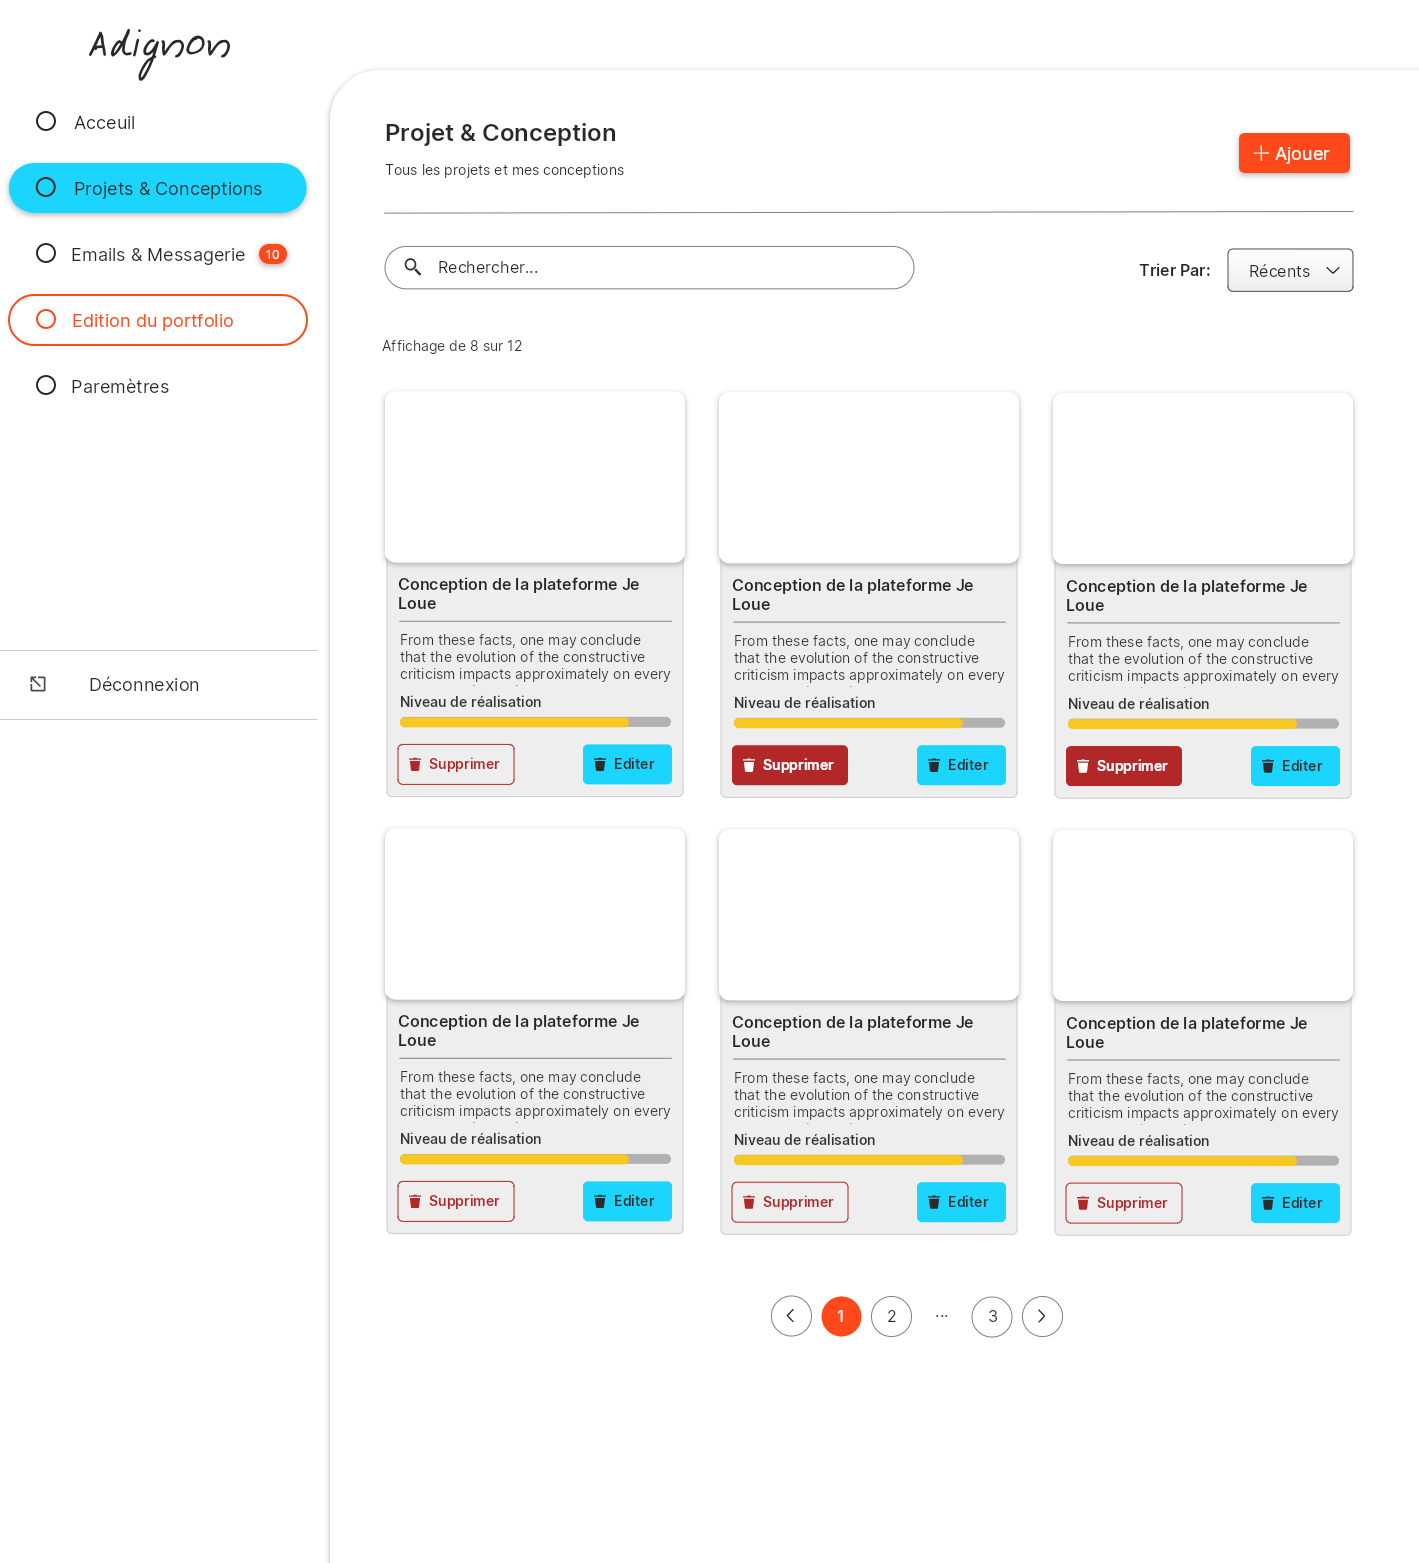 Adignon
Acceuil
Projets & Conceptions
Emails & Messagerie 10
Edition du portfolio
Paremètres
Déconnexion
Projet & Conception
Tous les projets et mes conceptions
Ajouer
Rechercher...
Trier Par: Récents
Affichage de 8 sur 12
Conception de la plateforme Je
Loue
From these facts, one may conclude
that the evolution of the constructive
criticism impacts approximately on every
Niveau de réalisation
Supprimer Editer
Conception de la plateforme Je
Loue
From these facts, one may conclude
that the evolution of the constructive
criticism impacts approximately on every
Niveau de réalisation
Supprimer Editer
Conception de la plateforme Je
Loue
From these facts, one may conclude
that the evolution of the constructive
criticism impacts approximately on every
Niveau de réalisation
Supprimer Editer
Conception de la plateforme Je
Loue
From these facts, one may conclude
that the evolution of the constructive
criticism impacts approximately on every
Niveau de réalisation
Supprimer Editer
Conception de la plateforme Je
Loue
From these facts, one may conclude
that the evolution of the constructive
criticism impacts approximately on every
Niveau de réalisation
Supprimer Editer
Conception de la plateforme Je
Loue
From these facts, one may conclude
that the evolution of the constructive
criticism impacts approximately on every
Niveau de réalisation
Supprimer Editer
1 2 ... 3